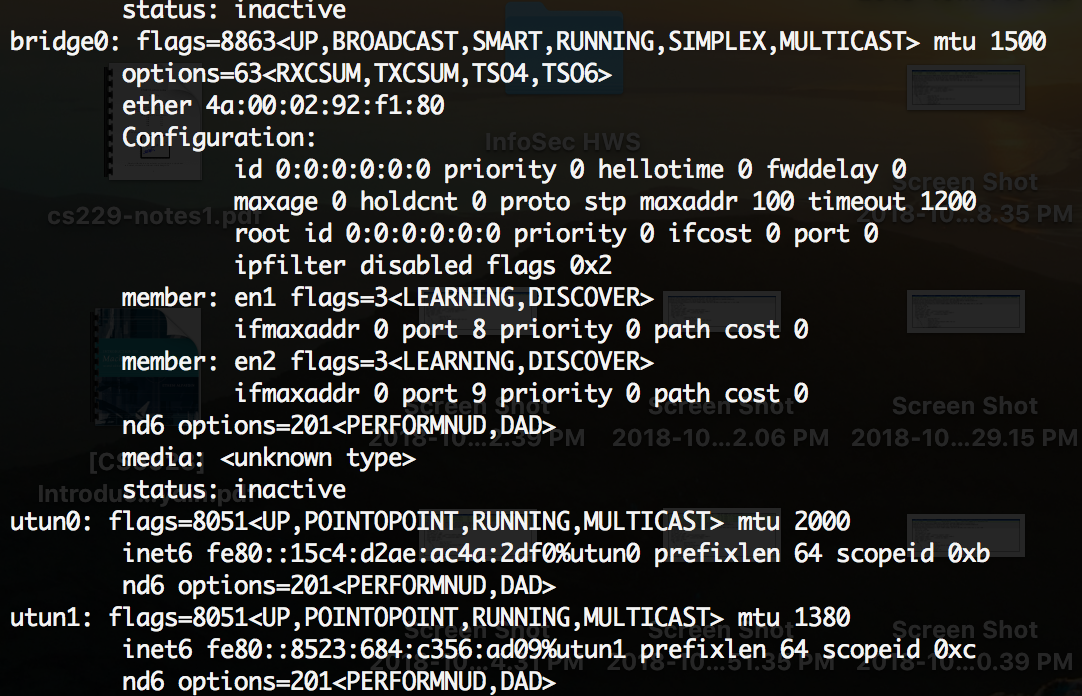 status: inactive
bridge0: flags=8863<UP,BROADCAST,SMART,RUNNING,SIMPLEX,MULTICAST> mtu 1500
options=63<RXCSUM,TXCSUM,TSO4,TSO6>
ether 4a:00:02:92:f1:80
Configuration:
InfoSec HWS
id 0:0:0:0:0:0 priority 0 hellotime 0 fwddelay 0
Screen Shot
maxage 0 holdcnt 0 proto stp maxaddr 100 timeout 1200
cs229-notes1.pdf
2018-10...8.35 PM
root id 0:0:0:0:0:0 priority 0 ifcost 0 port 0
ipfilter disabled flags 0x2
member: en1 flags=3<LEARNING,DISCOVER>
ifmaxaddr 0 port 8 priority 0 path cost 0
member: en2 flags=3<LEARNING,DISCOVER>
ifmaxaddr 0 port 9 priority 0 path cost 0
Screen Shot Screen Shot Screen Shot
nd6 options=201<PERFORMNUD,DAD>
2018-10...2.39 PM 2018-10...2.06 PM 2018-10...29.15 PM
media: <unknown type>
status: inactive
utun0: flags=8051<UP,POINTOPOINT,RUNNING,MULTICAST> mtu 2000
inet6 fe80::15c4:d2ae:ac4a:2df0%utun0 prefixlen 64 scopeid 0xb
nd6 options=201<PERFORMNUD,DAD>
utun1: flags=8051<UP,POINTOPOINT,RUNNING,MULTICAST> mtu 1380
Screen Shot Screen Shot Screen Shot
inet6 fe80::8523:684:c356:ad09%utun1 prefixlen 64 scopeid 0xc
2018-10...4.31 PM 2018-10...51.35 PM 2018-10...0.39 PM
nd6 options=201<PERFORMNUD,DAD>